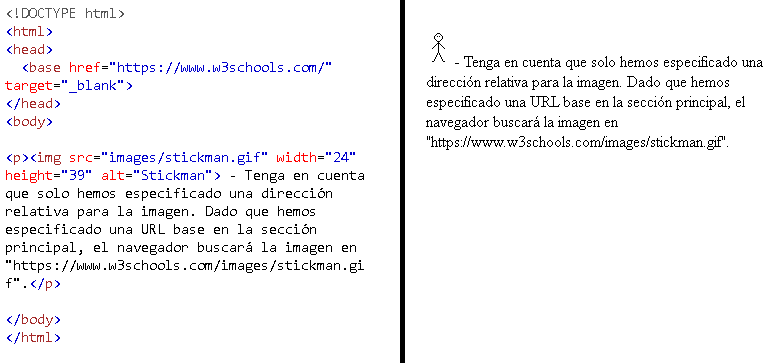 <!DOCTYPE html>
<html>
<head>
  <base href="https://www.w3schools.com/"
target="_blank">
</head>
<body>

<p><img src="images/stickman.gif" width="24"
height="39" alt="Stickman"> - Tenga en cuenta
que solo hemos especificado una dirección
relativa para la imagen. Dado que hemos
especificado una URL base en la sección
principal, el navegador buscará la imagen en
"https://www.w3schools.com/images/stickman.gi
f".</p>

</body>
</html>
- Tenga en cuenta que solo hemos especificado una
dirección relativa para la imagen. Dado que hemos
especificado una URL base en la sección principal, el
navegador buscará la imagen en
"https://www.w3schools.com/images/stickman.gif".